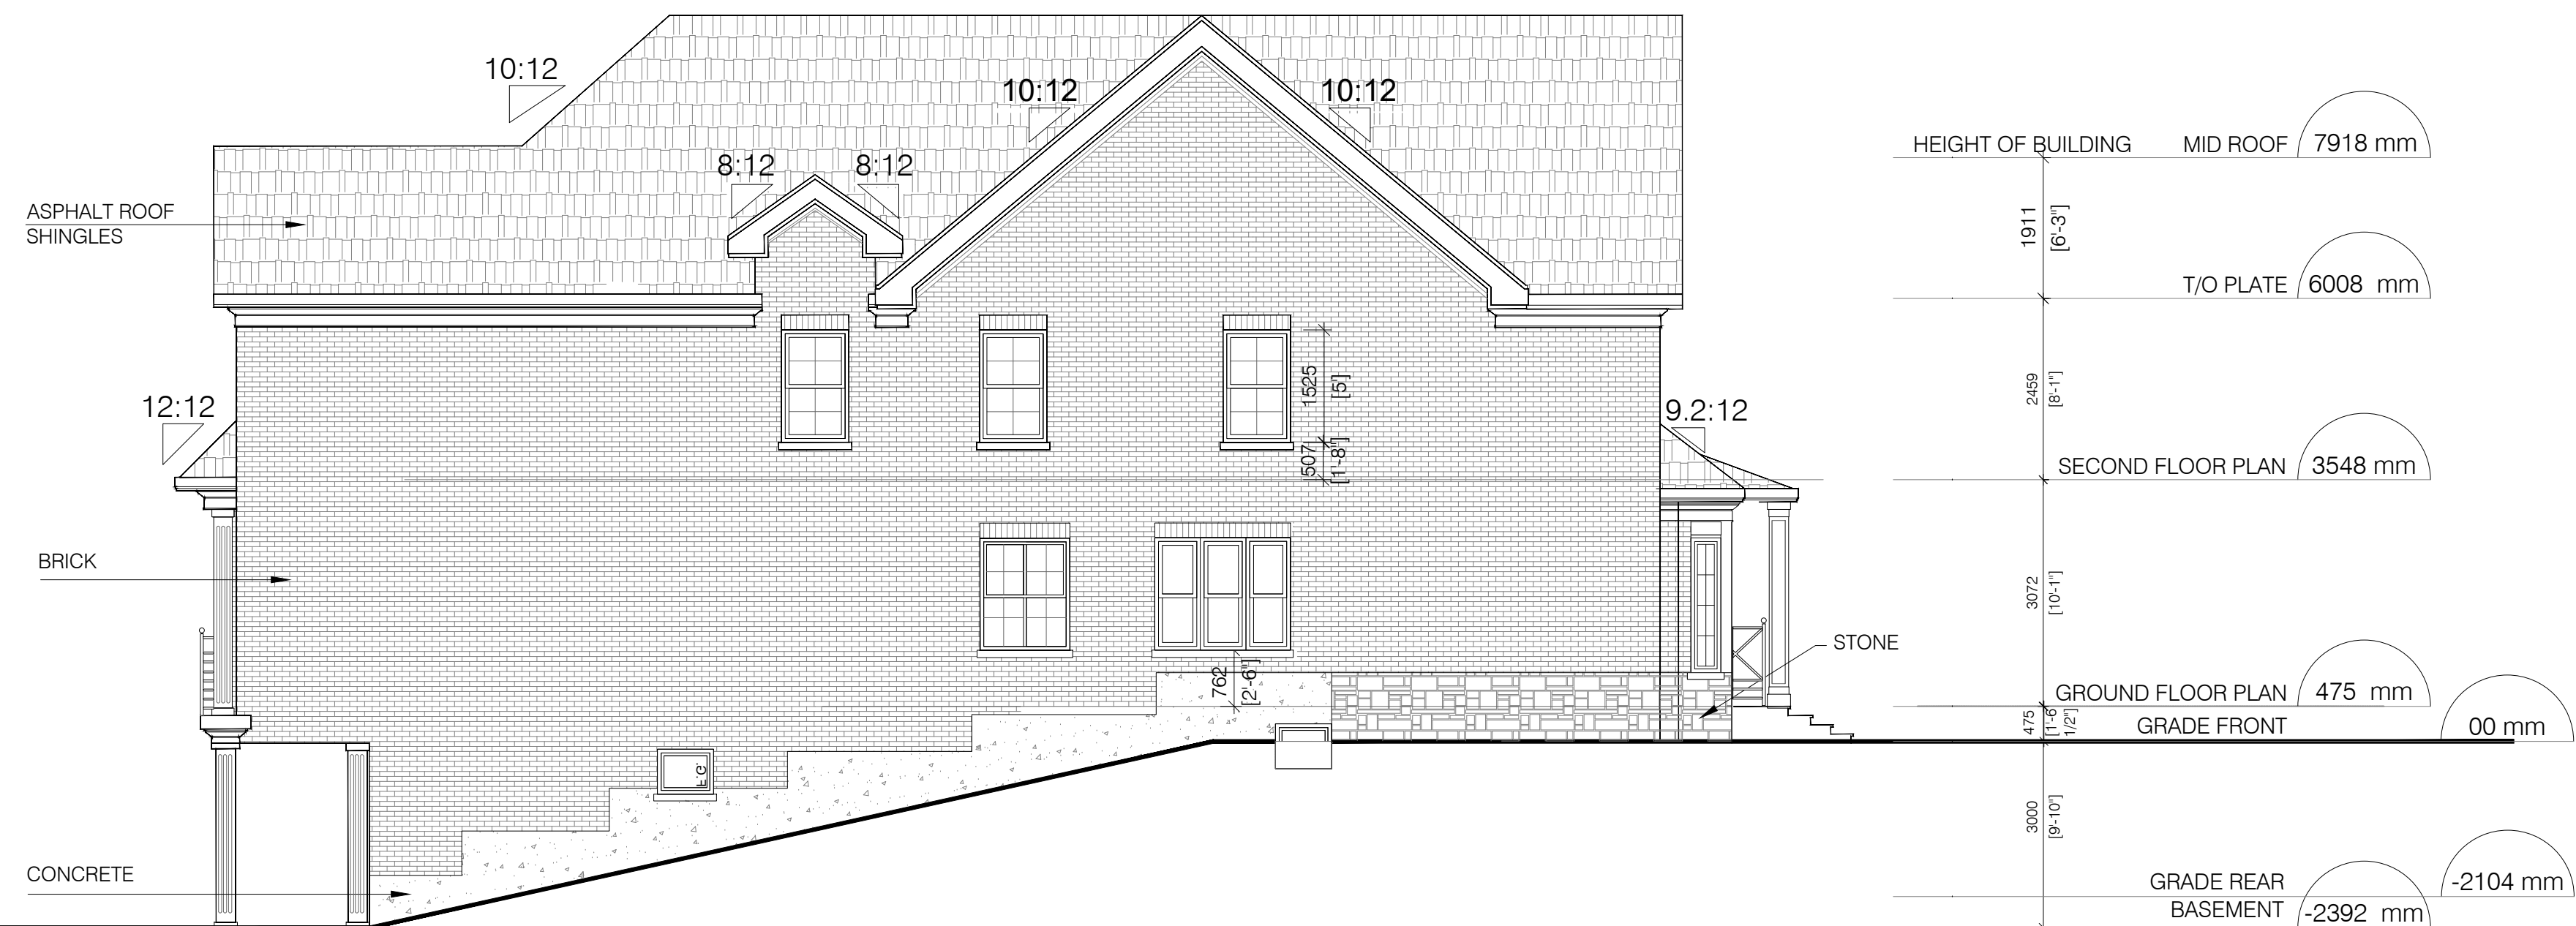 10:12
10:12
10:12
8:12
8:12
HEIGHT OF BUILDING MID ROOF 7918 mm
ASPHALT ROOF
SHINGLES
1911
[6'-3"]
T/O PLATE 6008 mm
1525
[5']
2459
[8'-1"]
12:12
9.2:12
507
[1'-8"]
SECOND FLOOR PLAN 3548 mm
BRICK
3072
[10'-1"]
STONE
762
[2'-6"]
GROUND FLOOR PLAN 475 mm
475
[1'-6
1/2"]
GRADE FRONT 00 mm
3000
[9'-10"]
CONCRETE
GRADE REAR -2104 mm
BASEMENT -2392 mm